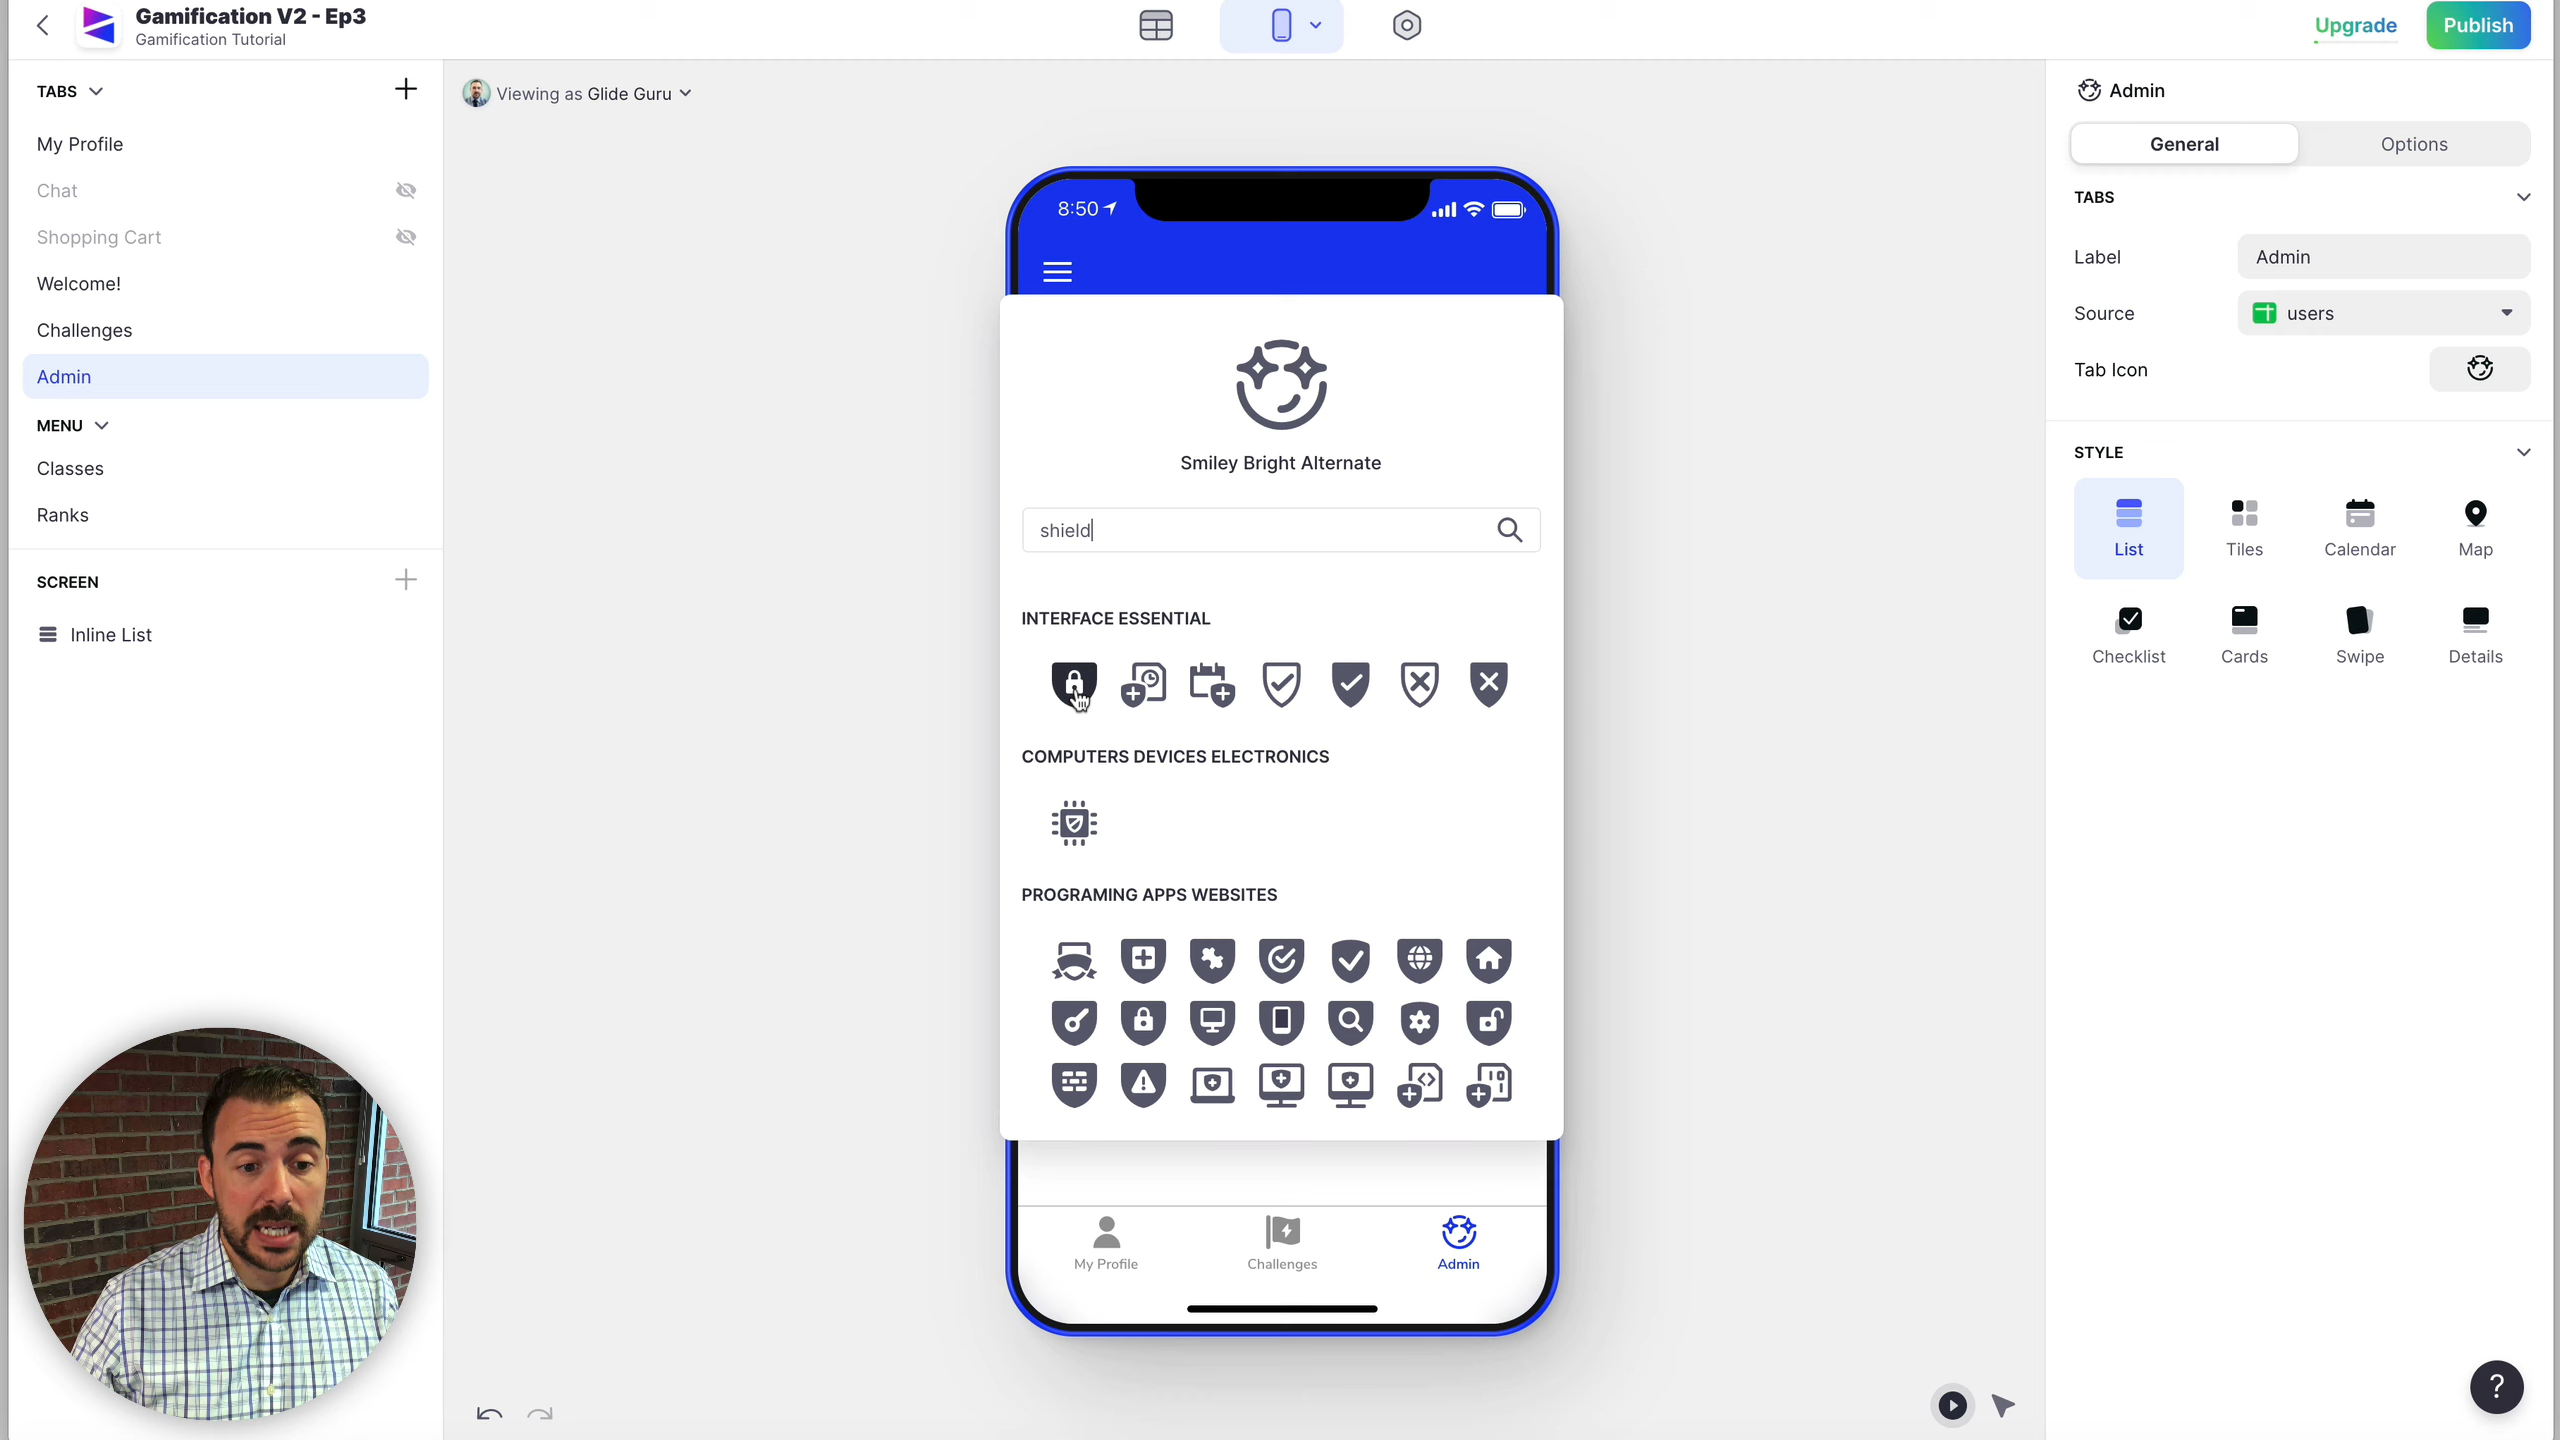 Gamification V2 - Ep3
Gamification Tutorial
Upgrade
Publish
TABS
My Profile
Chat
Shopping Cart
Welcome!
Challenges
Admin
MENU
Classes
Ranks
SCREEN
Inline List
Viewing as Glide Guru
8:50
Smiley Bright Alternate
shield
INTERFACE ESSENTIAL
COMPUTERS DEVICES ELECTRONICS
PROGRAMING APPS WEBSITES
My Profile
Challenges
Admin
Admin
General
Options
TABS
Label
Admin
Source
users
Tab Icon
STYLE
List
Tiles
Calendar
Map
Checklist
Cards
Swipe
Details
?